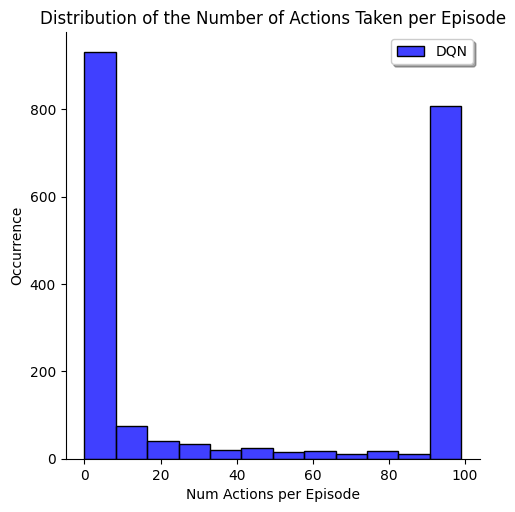 Distribution of the Number of Actions Taken per Episode
DQN
800
600
400
200
0
Occurrence
0 20 40 60 80 100
Num Actions per Episode